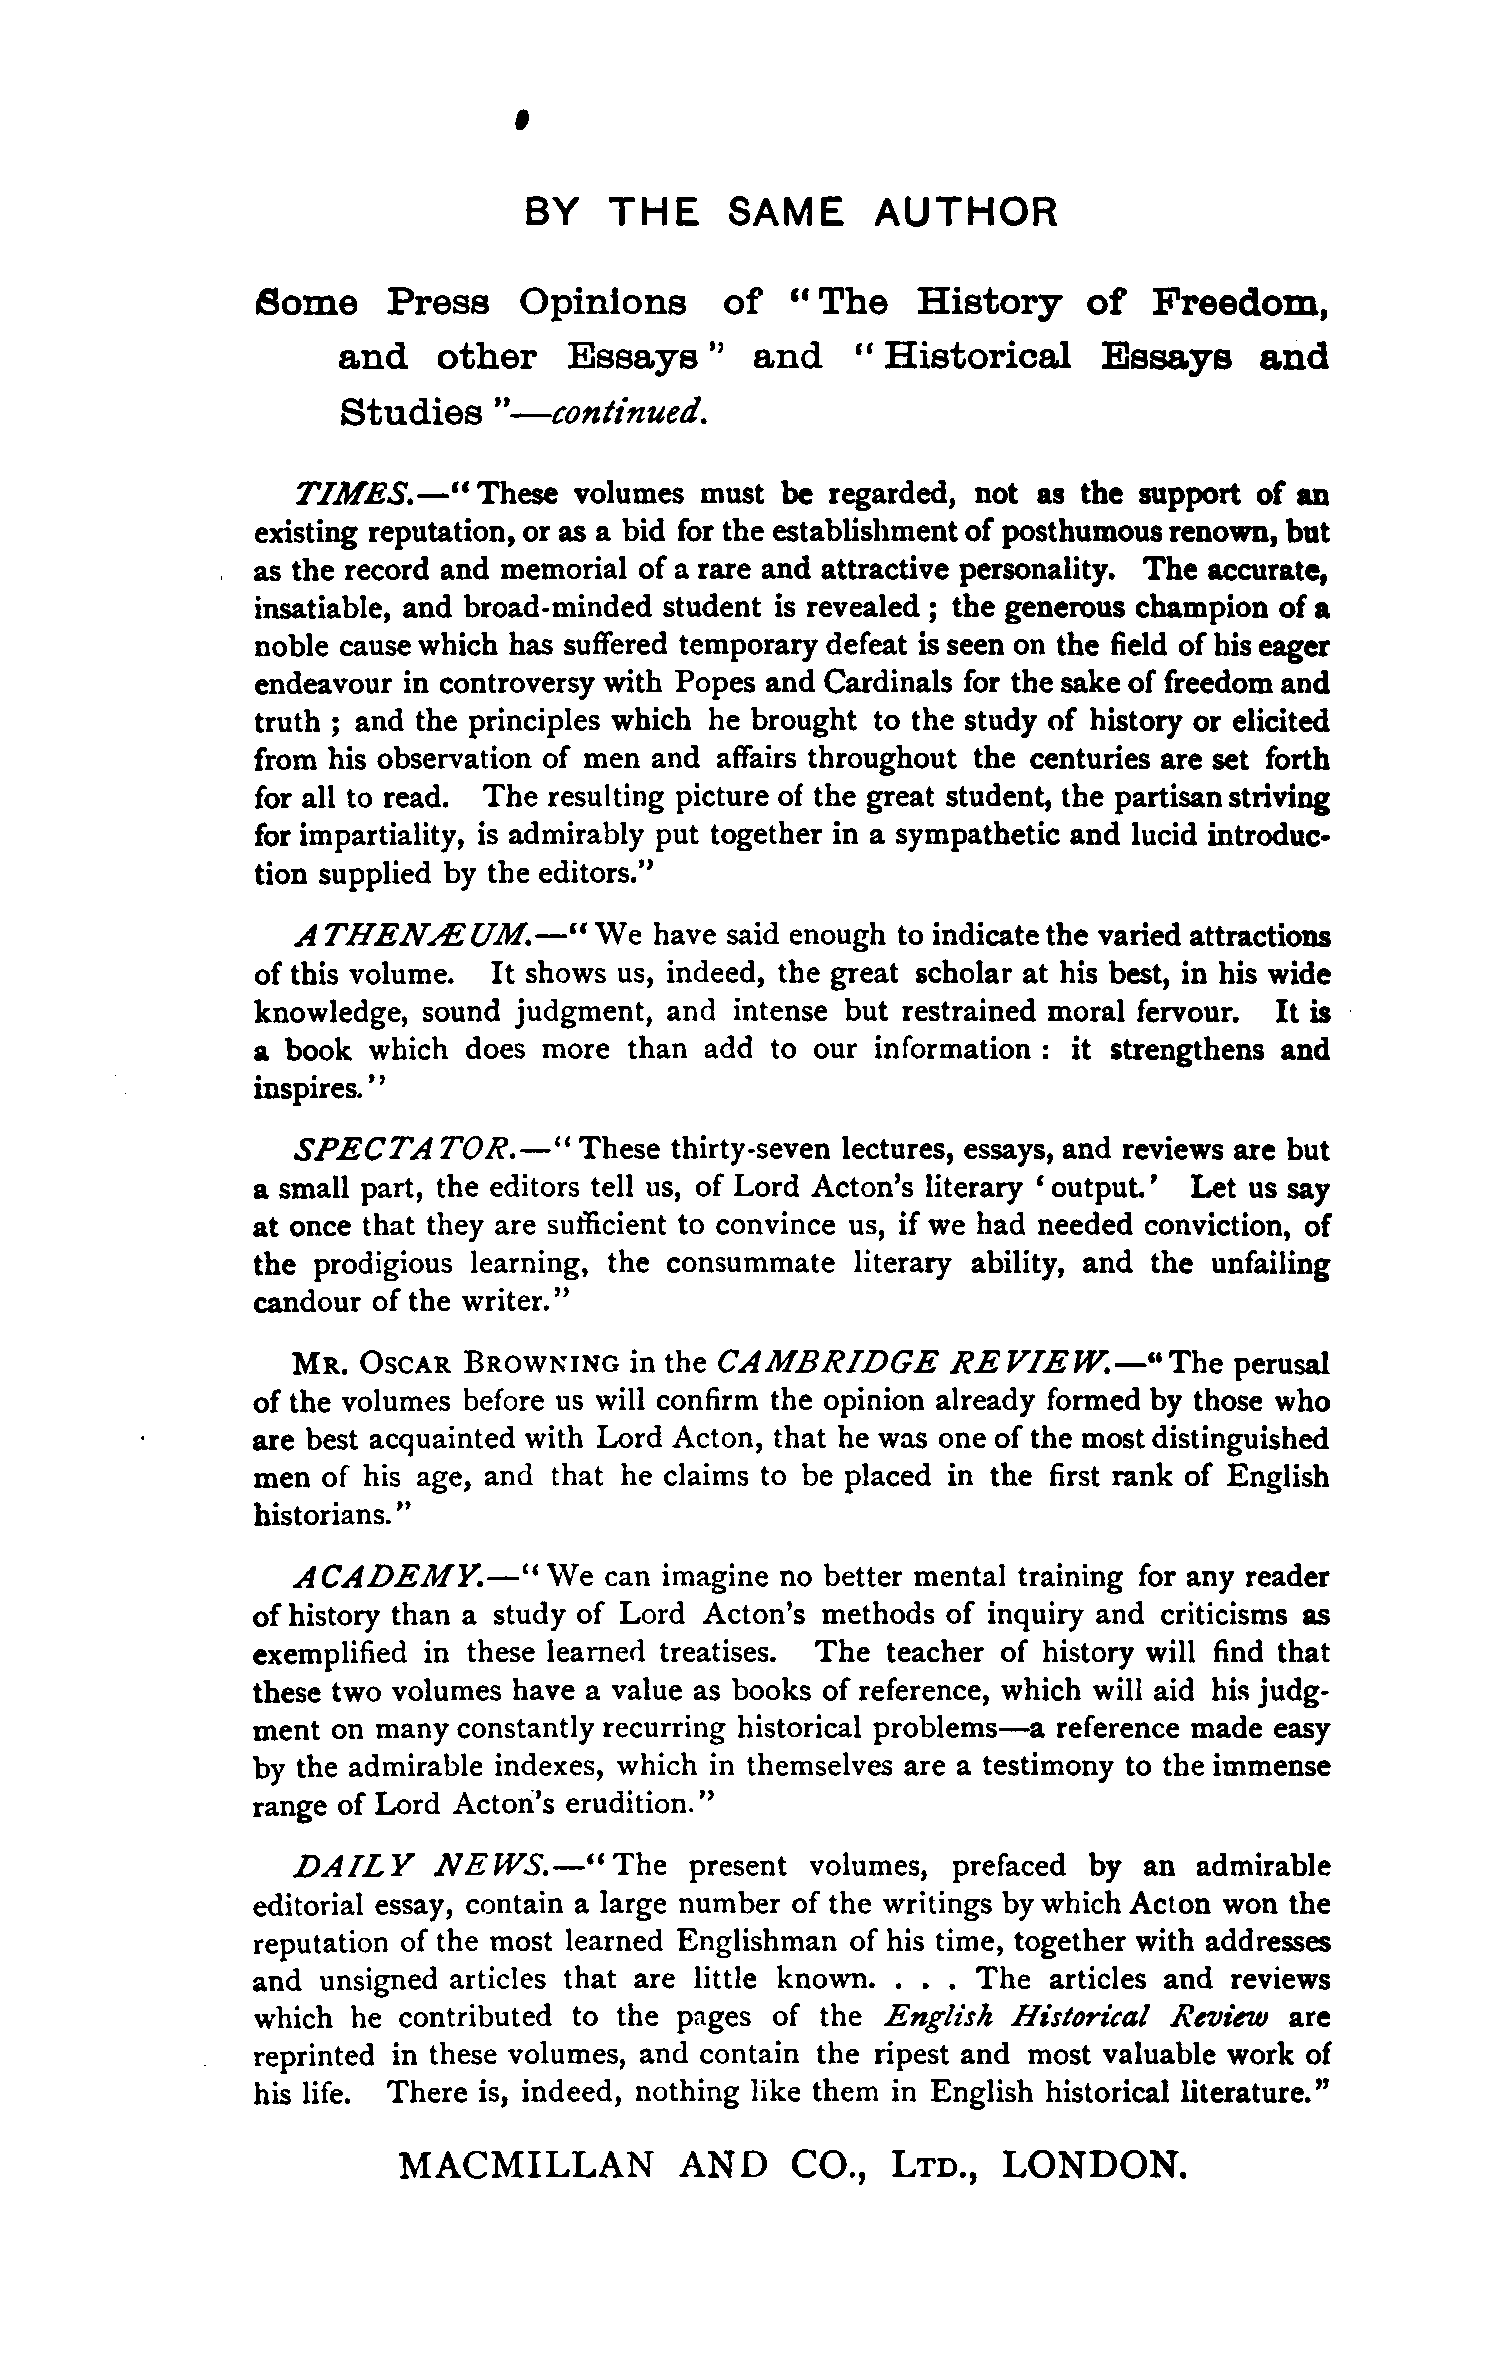 BY THE SAME AUTHOR
Some Press Opinions of "The History of Freedom,
and other Essays" and "Historical Essays and
Studies"—continued.
TIMES.—"These volumes must be regarded, not as the support of an
existing reputation, or as a bid for the establishment of posthumous renown, but
as the record and memorial of a rare and attractive personality. The accurate,
insatiable, and broad-minded student is revealed; the generous champion of a
noble cause which has suffered temporary defeat is seen on the field of his eager
endeavour in controversy with Popes and Cardinals for the sake of freedom and
truth; and the principles which he brought to the study of history or elicited
from his observation of men and affairs throughout the centuries are set forth
for all to read. The resulting picture of the great student, the partisan striving
for impartiality, is admirably put together in a sympathetic and lucid introduc-
tion supplied by the editors."
ATHENÆUM.—"We have said enough to indicate the varied attractions
of this volume. It shows us, indeed, the great scholar at his best, in his wide
knowledge, sound judgment, and intense but restrained moral fervour. It is
a book which does more than add to our information: it strengthens and
inspires."
SPECTATOR.—"These thirty-seven lectures, essays, and reviews are but
a small part, the editors tell us, of Lord Acton's literary 'output.' Let us say
at once that they are sufficient to convince us, if we had needed conviction, of
the prodigious learning, the consummate literary ability, and the unfailing
candour of the writer."
MR. OSCAR BROWNING in the CAMBRIDGE REVIEW.—"The perusal
of the volumes before us will confirm the opinion already formed by those who
are best acquainted with Lord Acton, that he was one of the most distinguished
men of his age, and that he claims to be placed in the first rank of English
historians."
ACADEMY.—"We can imagine no better mental training for any reader
of history than a study of Lord Acton's methods of inquiry and criticisms as
exemplified in these learned treatises. The teacher of history will find that
these two volumes have a value as books of reference, which will aid his judg-
ment on many constantly recurring historical problems—a reference made easy
by the admirable indexes, which in themselves are a testimony to the immense
range of Lord Acton's erudition."
DAILY NEWS.—"The present volumes, prefaced by an admirable
editorial essay, contain a large number of the writings by which Acton won the
reputation of the most learned Englishman of his time, together with addresses
and unsigned articles that are little known. . . . The articles and reviews
which he contributed to the pages of the English Historical Review are
reprinted in these volumes, and contain the ripest and most valuable work of
his life. There is, indeed, nothing like them in English historical literature."
MACMILLAN AND CO., LTD., LONDON.